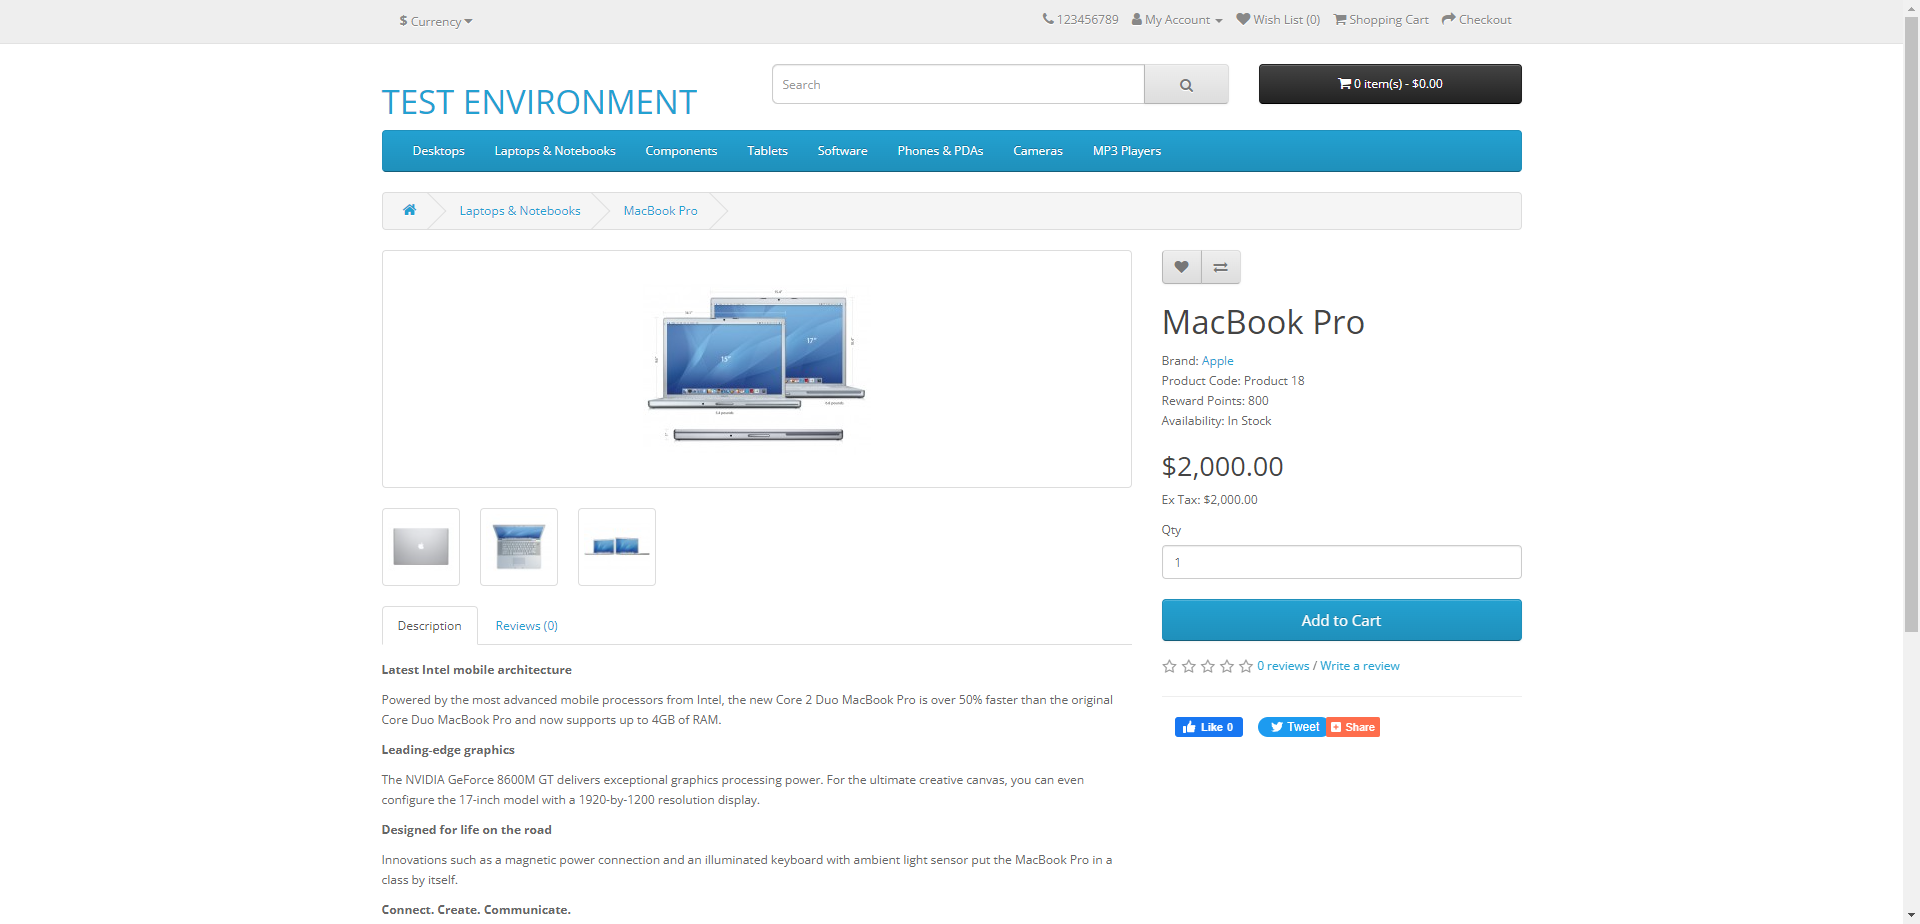 $ Currency
123456789 My Account Wish List (0) Shopping Cart Checkout
TEST ENVIRONMENT
Search
0 item(s) - $0.00
Desktops Laptops & Notebooks Components Tablets Software Phones & PDAs Cameras MP3 Players
Laptops & Notebooks MacBook Pro
15"
17"
MacBook Pro
Brand: Apple
Product Code: Product 18
Reward Points: 800
Availability: In Stock
$2,000.00
Ex Tax: $2,000.00
Qty
1
Add to Cart
0 reviews / Write a review
Like 0 Tweet Share
Description Reviews (0)
Latest Intel mobile architecture
Powered by the most advanced mobile processors from Intel, the new Core 2 Duo MacBook Pro is over 50% faster than the original
Core Duo MacBook Pro and now supports up to 4GB of RAM.
Leading-edge graphics
The NVIDIA GeForce 8600M GT delivers exceptional graphics processing power. For the ultimate creative canvas, you can even
configure the 17-inch model with a 1920-by-1200 resolution display.
Designed for life on the road
Innovations such as a magnetic power connection and an illuminated keyboard with ambient light sensor put the MacBook Pro in a
class by itself.
Connect. Create. Communicate.